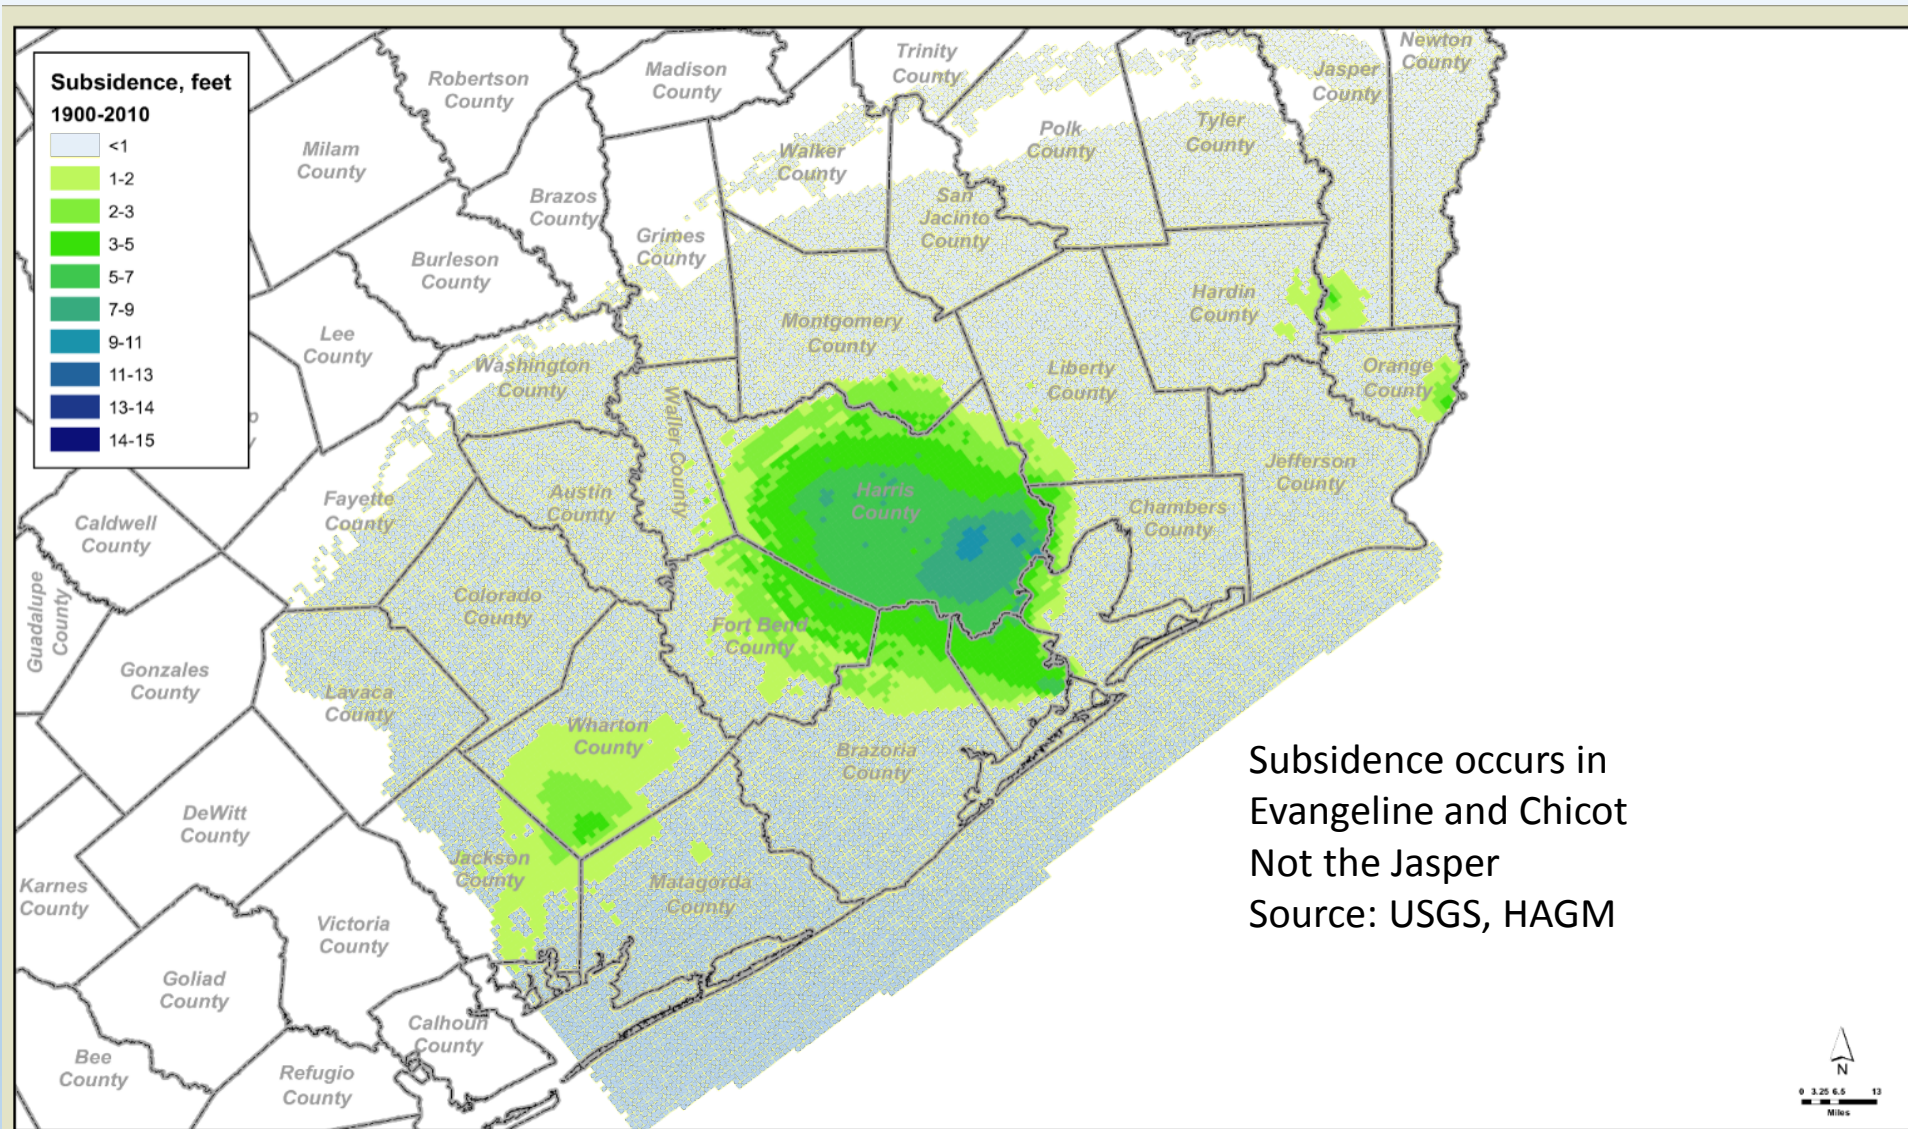 Subsidence, feet
1900-2010
<1
1-2
2-3
3-5
5-7
7-9
9-11
11-13
13-14
14-15
Robertson
County
Madison
County
Trinity
County
Newton
County
Jasper
County
Milam
County
Walker
County
Polk
County
Tyler
County
Brazos
County
San
Jacinto
County
Grimes
County
Burleson
County
Hardin
County
Lee
County
Montgomery
County
Washington
County
Liberty
County
Orange
County
Waller County
Jefferson
County
Fayette
County
Austin
County
Harris
County
Chambers
County
Caldwell
County
Guadalupe
County
Colorado
County
Fort Bend
County
Gonzales
County
Lavaca
County
Wharton
County
Brazoria
County
DeWitt
County
Jackson
County
Matagorda
County
Karnes
County
Victoria
County
Goliad
County
Calhoun
County
Bee
County
Refugio
County
Subsidence occurs in
Evangeline and Chicot
Not the Jasper
Source: USGS, HAGM
N
0 3.25 6.5 13
Miles